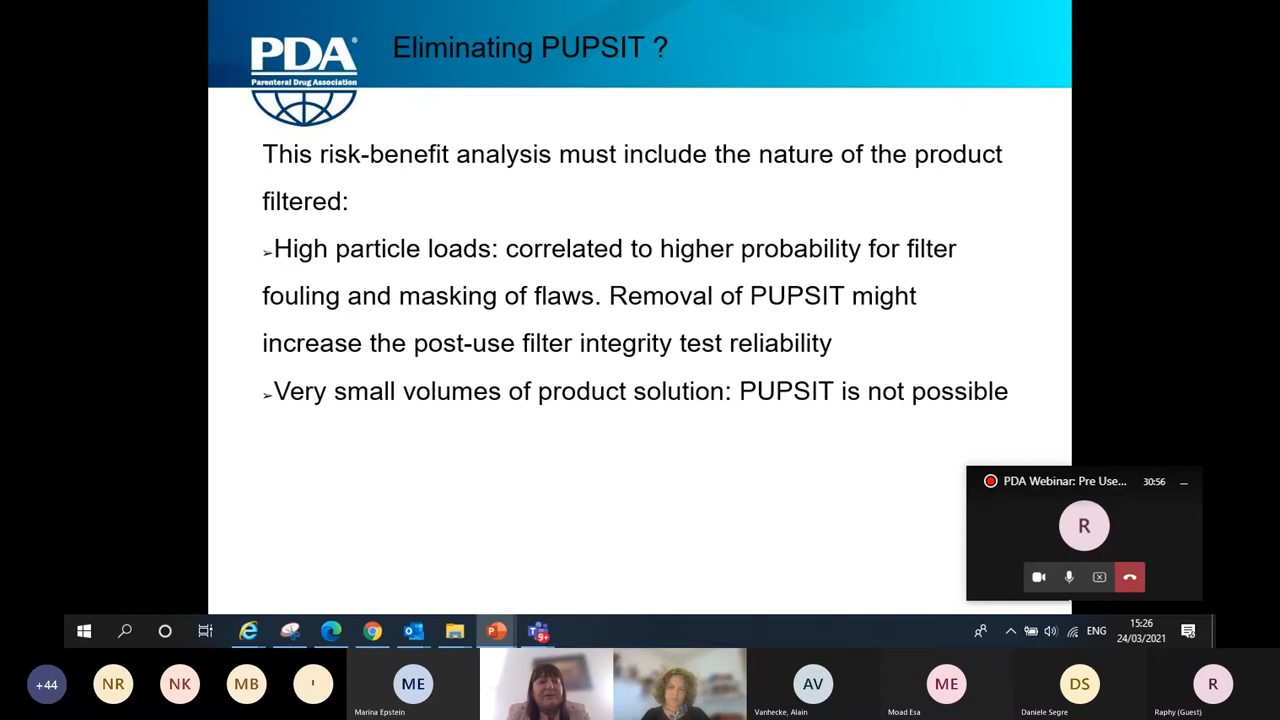 PDA®
Parenteral Drug Association
Eliminating PUPSIT ?
This risk-benefit analysis must include the nature of the product
filtered:
➢High particle loads: correlated to higher probability for filter
fouling and masking of flaws. Removal of PUPSIT might
increase the post-use filter integrity test reliability
➢Very small volumes of product solution: PUPSIT is not possible
PDA Webinar: Pre Use... 30:56
R
9+
ENG
15:26
24/03/2021
+44 NR NK MB I ME AV ME DS R
Marina Epstein Vanhecke, Alain Moad Esa Daniele Segre Raphy (Guest)